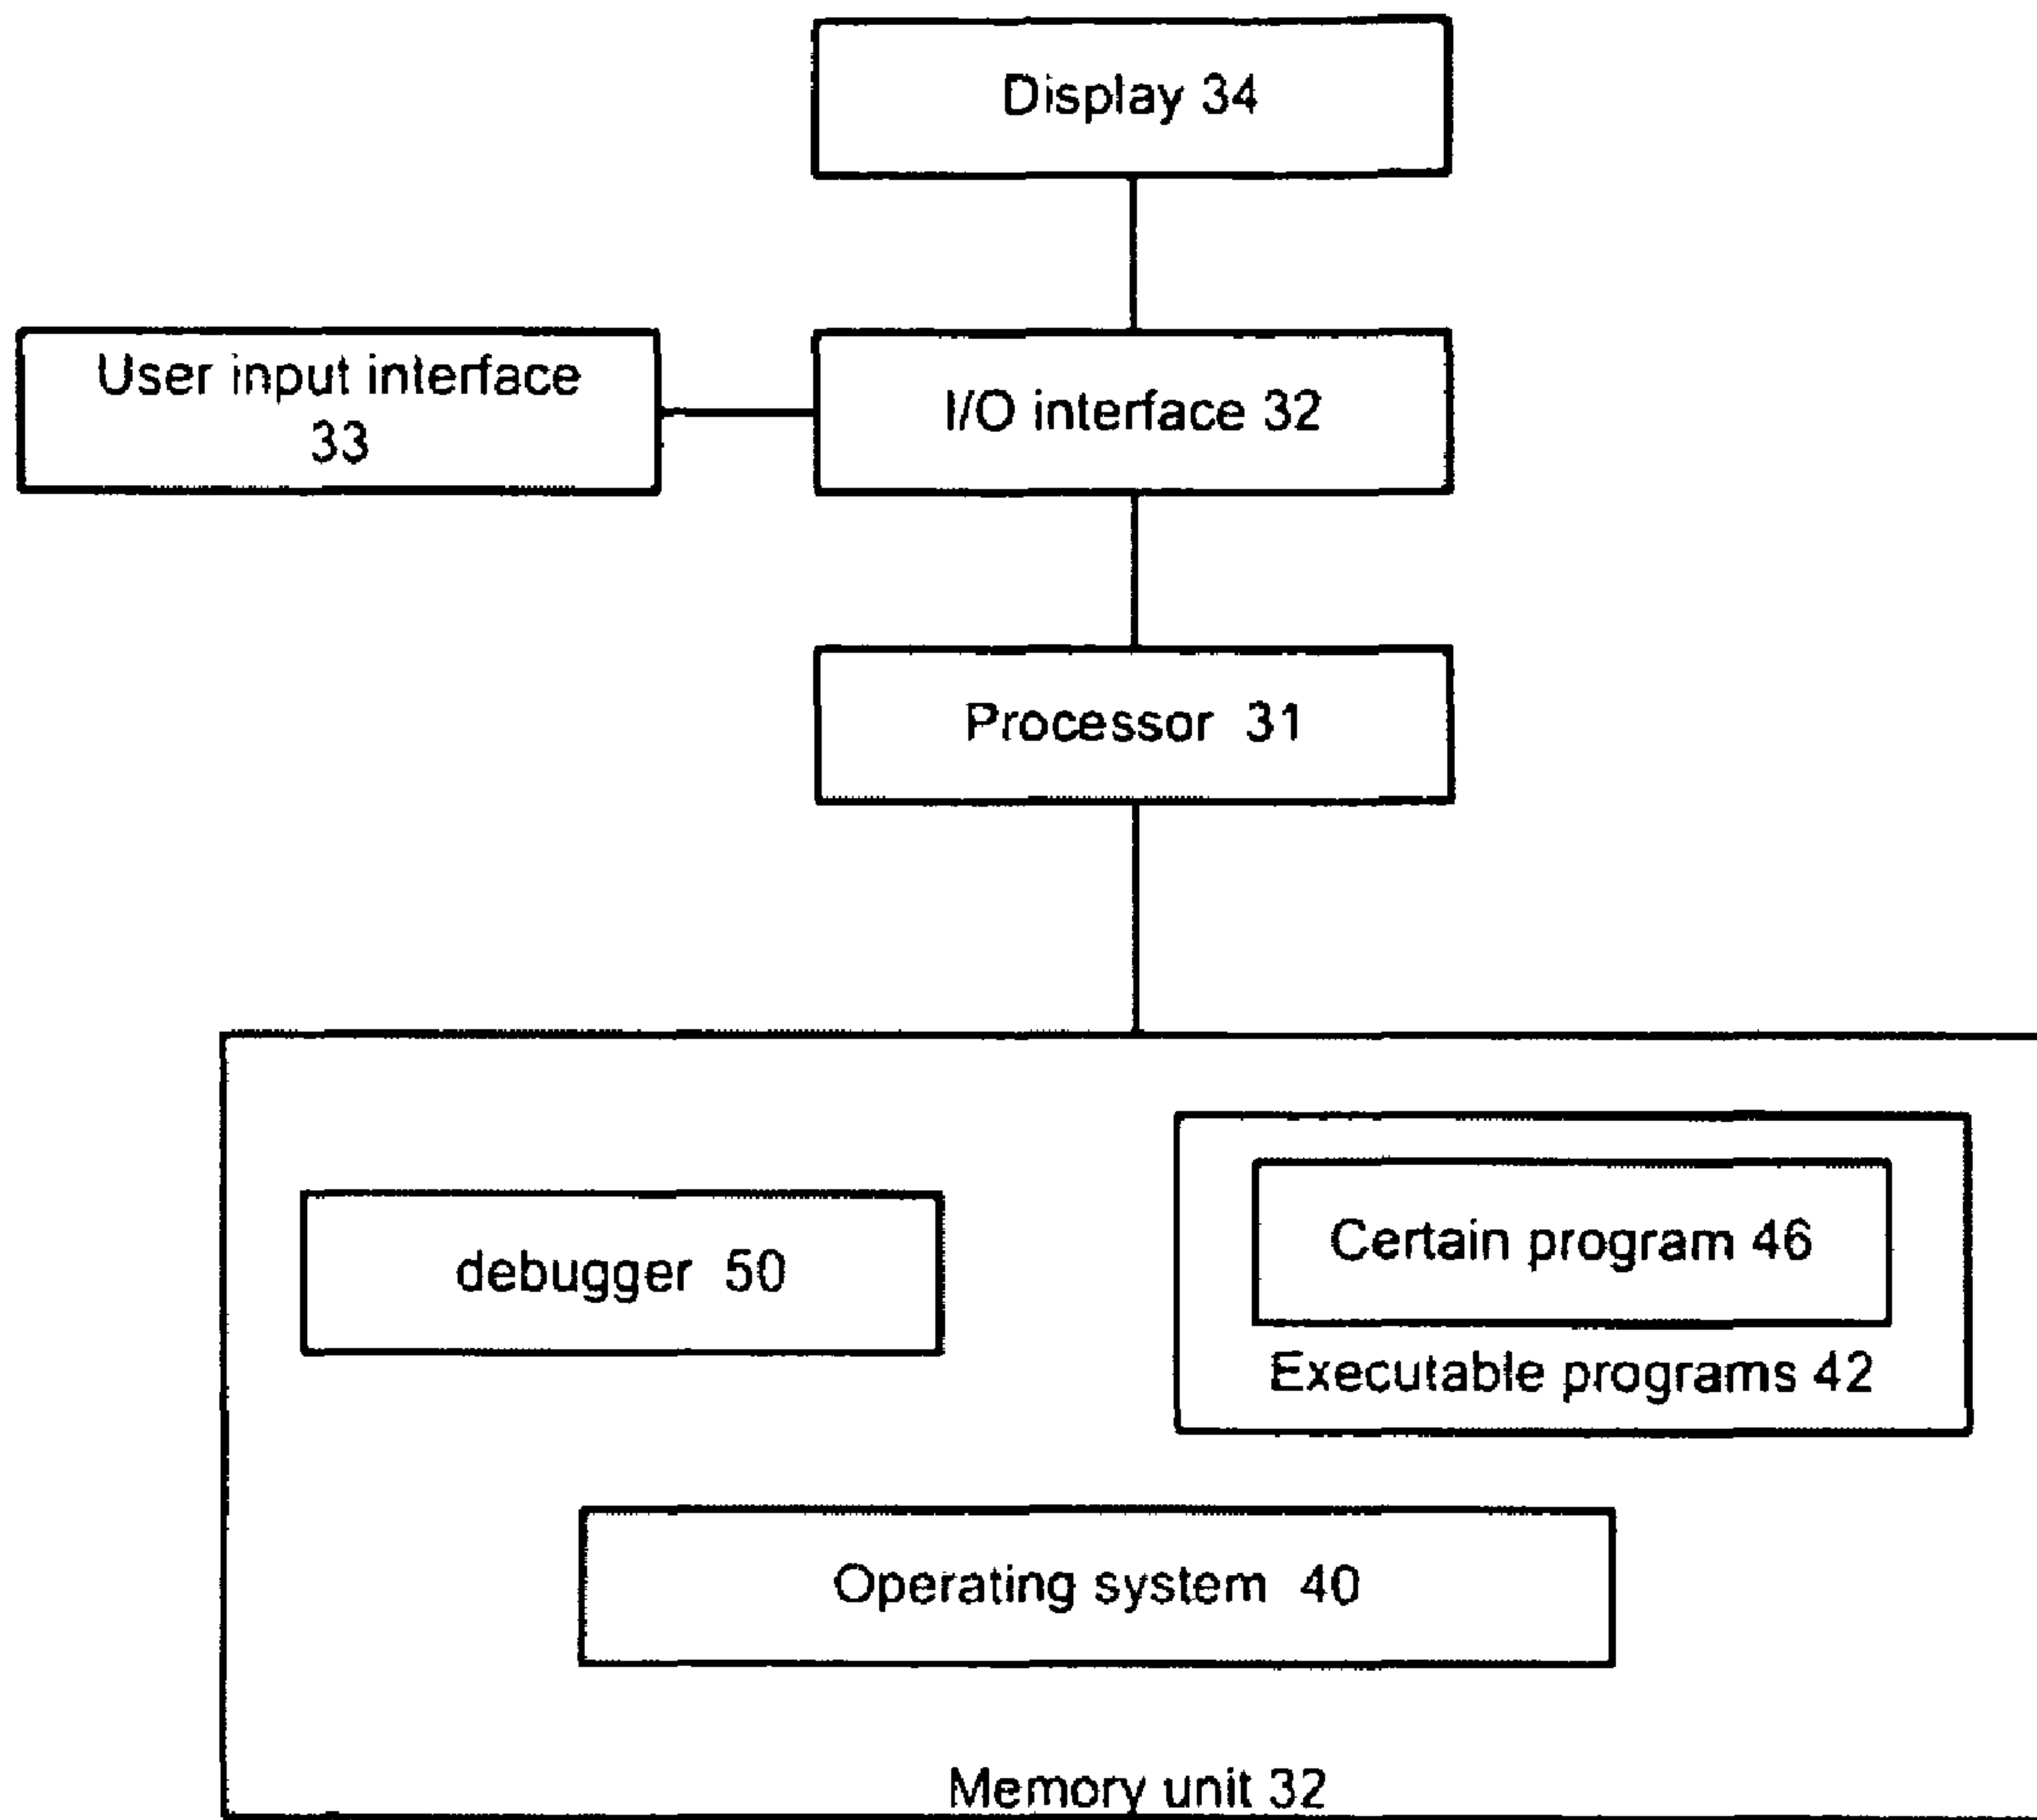 Display 34
User input interface
33
I/O interface 32
Processor 31
debugger 50
Certain program 46
Executable programs 42
Operating system 40
Memory unit 32